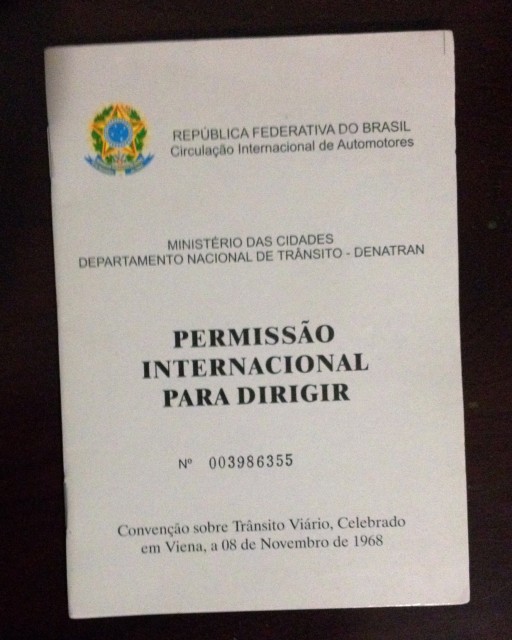 REPÚBLICA FEDERATIVA DO BRASIL
Circulação Internacional de Automotores
MINISTÉRIO DAS CIDADES
DEPARTAMENTO NACIONAL DE TRÂNSITO - DENATRAN
PERMISSÃO
INTERNACIONAL
PARA DIRIGIR
Nº 003986355
Convenção sobre Trânsito Viário, Celebrado
em Viena, a 08 de Novembro de 1968